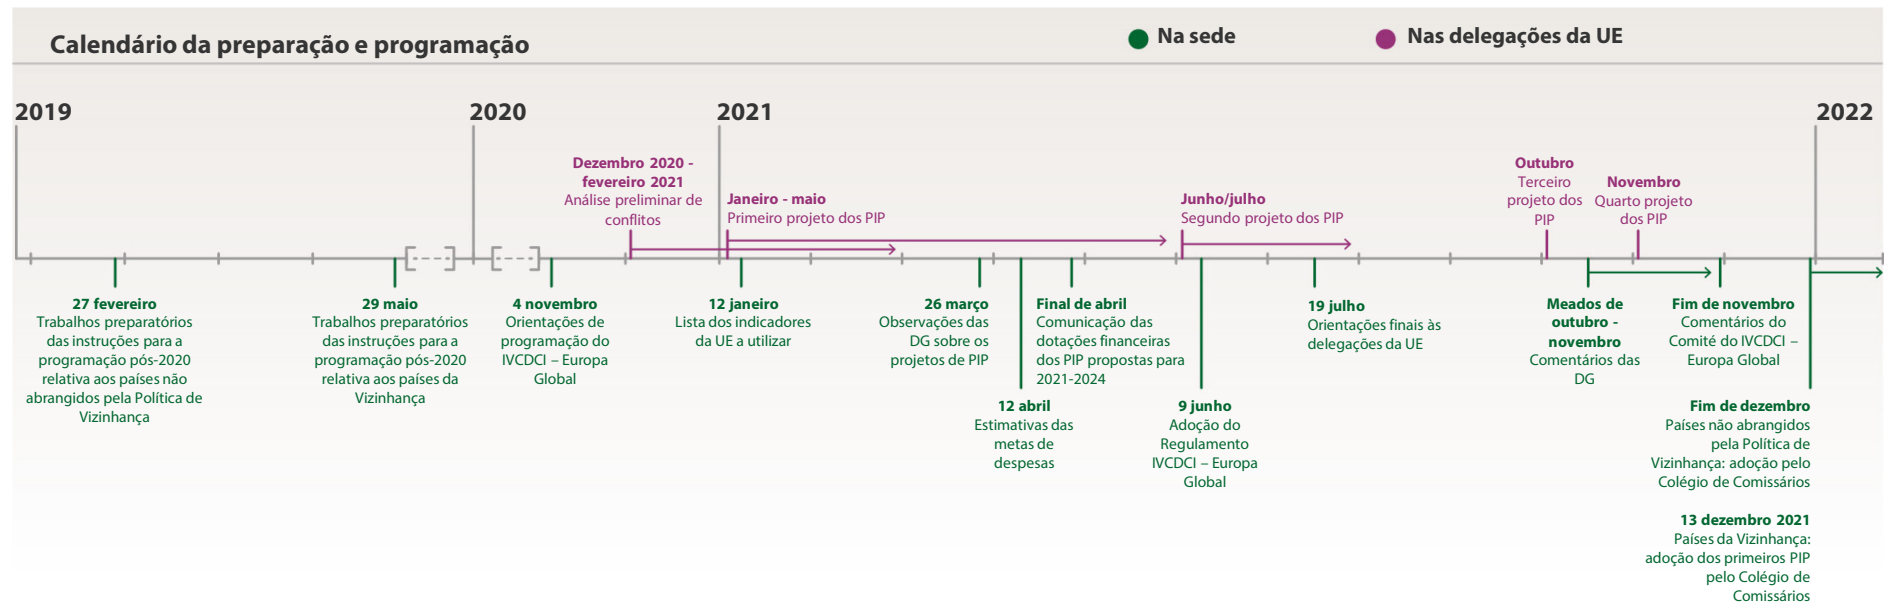 Calendário da preparação e programação
Na sede
Nas delegações da UE
2019
2020
2021
2022
Dezembro 2020 -
fevereiro 2021
Análise preliminar de
conflitos
Janeiro - maio
Primeiro projeto dos PIP
Junho/julho
Segundo projeto dos PIP
Outubro
Terceiro
projeto dos
PIP
Novembro
Quarto projeto
dos PIP
27 fevereiro
Trabalhos preparatórios
das instruções para a
programação pós-2020
relativa aos países não
abrangidos pela Política de
Vizinhança
29 maio
Trabalhos preparatórios
das instruções para a
programação pós-2020
relativa aos países da
Vizinhança
4 novembro
Orientações de
programação do
IVCDCI – Europa
Global
12 janeiro
Lista dos indicadores
da UE a utilizar
26 março
Observações das
DG sobre os
projetos de PIP
12 abril
Estimativas das
metas de
despesas
Final de abril
Comunicação das
dotações financeiras
dos PIP propostas para
2021-2024
9 junho
Adoção do
Regulamento
IVCDCI – Europa
Global
19 julho
Orientações finais às
delegações da UE
Meados de
outubro -
novembro
Comentários das
DG
Fim de novembro
Comentários do
Comité do IVCDCI –
Europa Global
Fim de dezembro
Países não abrangidos
pela Política de
Vizinhança: adoção pelo
Colégio de Comissários
13 dezembro 2021
Países da Vizinhança:
adoção dos primeiros PIP
pelo Colégio de
Comissários